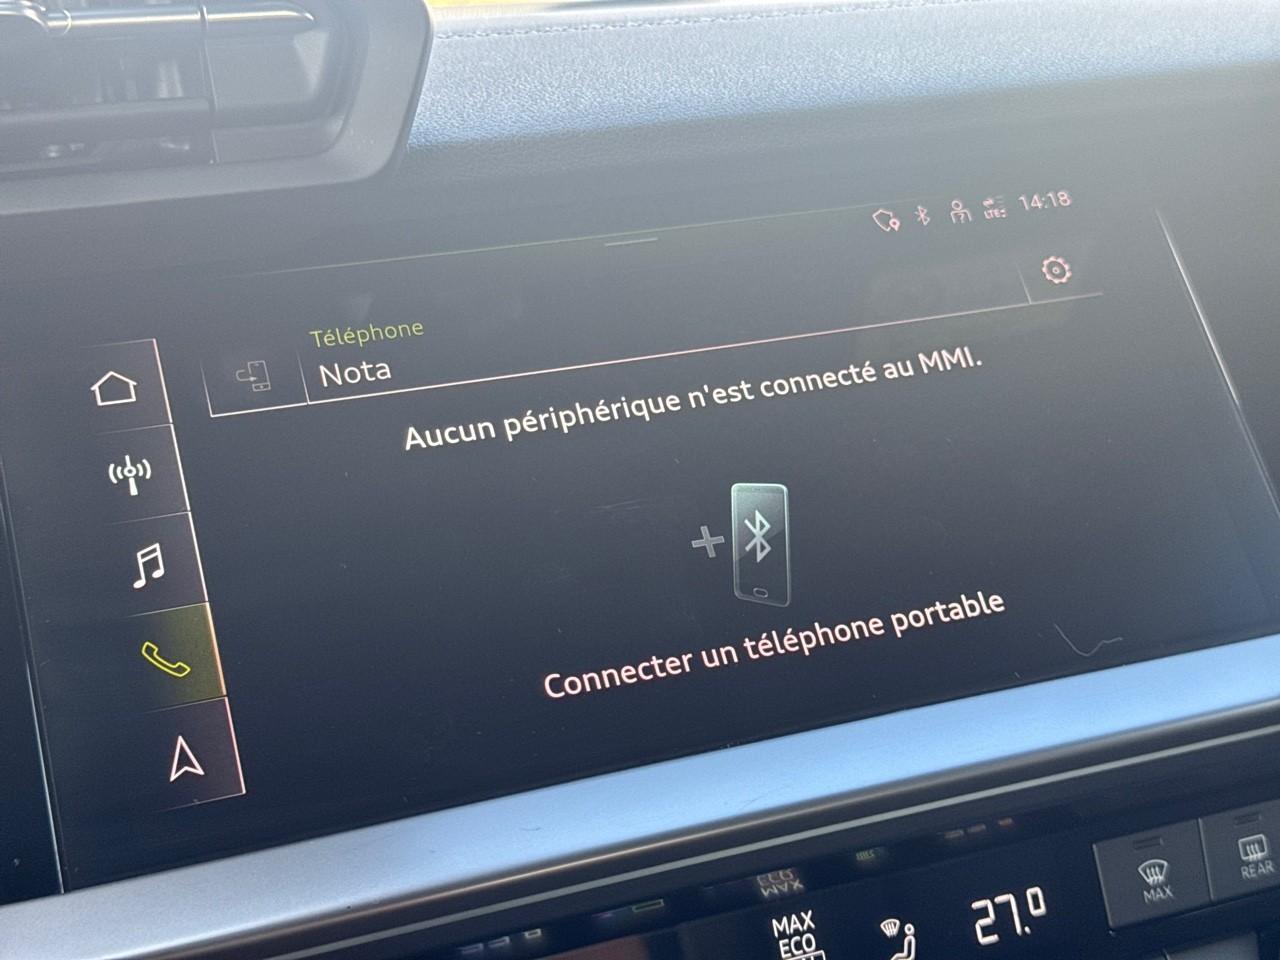 LTE
14:18
Téléphone
Nota
Aucun périphérique n'est connecté au MMI.
Connecter un téléphone portable
MAX
ECO
27.0
MAX
REAR